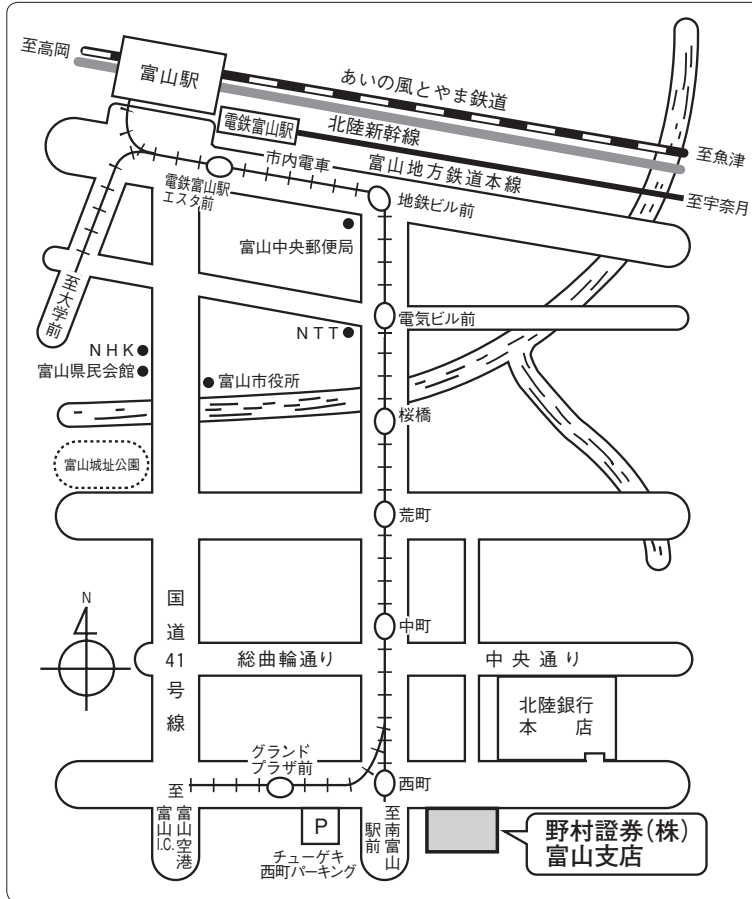 至高岡
富山駅
あいの風とやま鉄道
電鉄富山駅
北陸新幹線
至魚津
市内電車
富山地方鉄道本線
電鉄富山駅
エスタ前
地鉄ビル前
至宇奈月
富山中央郵便局
至大学前
電気ビル前
NTT
NHK
富山県民会館
富山市役所
桜橋
富山城址公園
荒町
N
国道41号線
中町
総曲輪通り
中央通り
北陸銀行
本店
グランド
プラザ前
西町
至
富山空港
富山I.C.
P
チューゲキ
西町パーキング
至南富山
駅前
野村證券(株)
富山支店